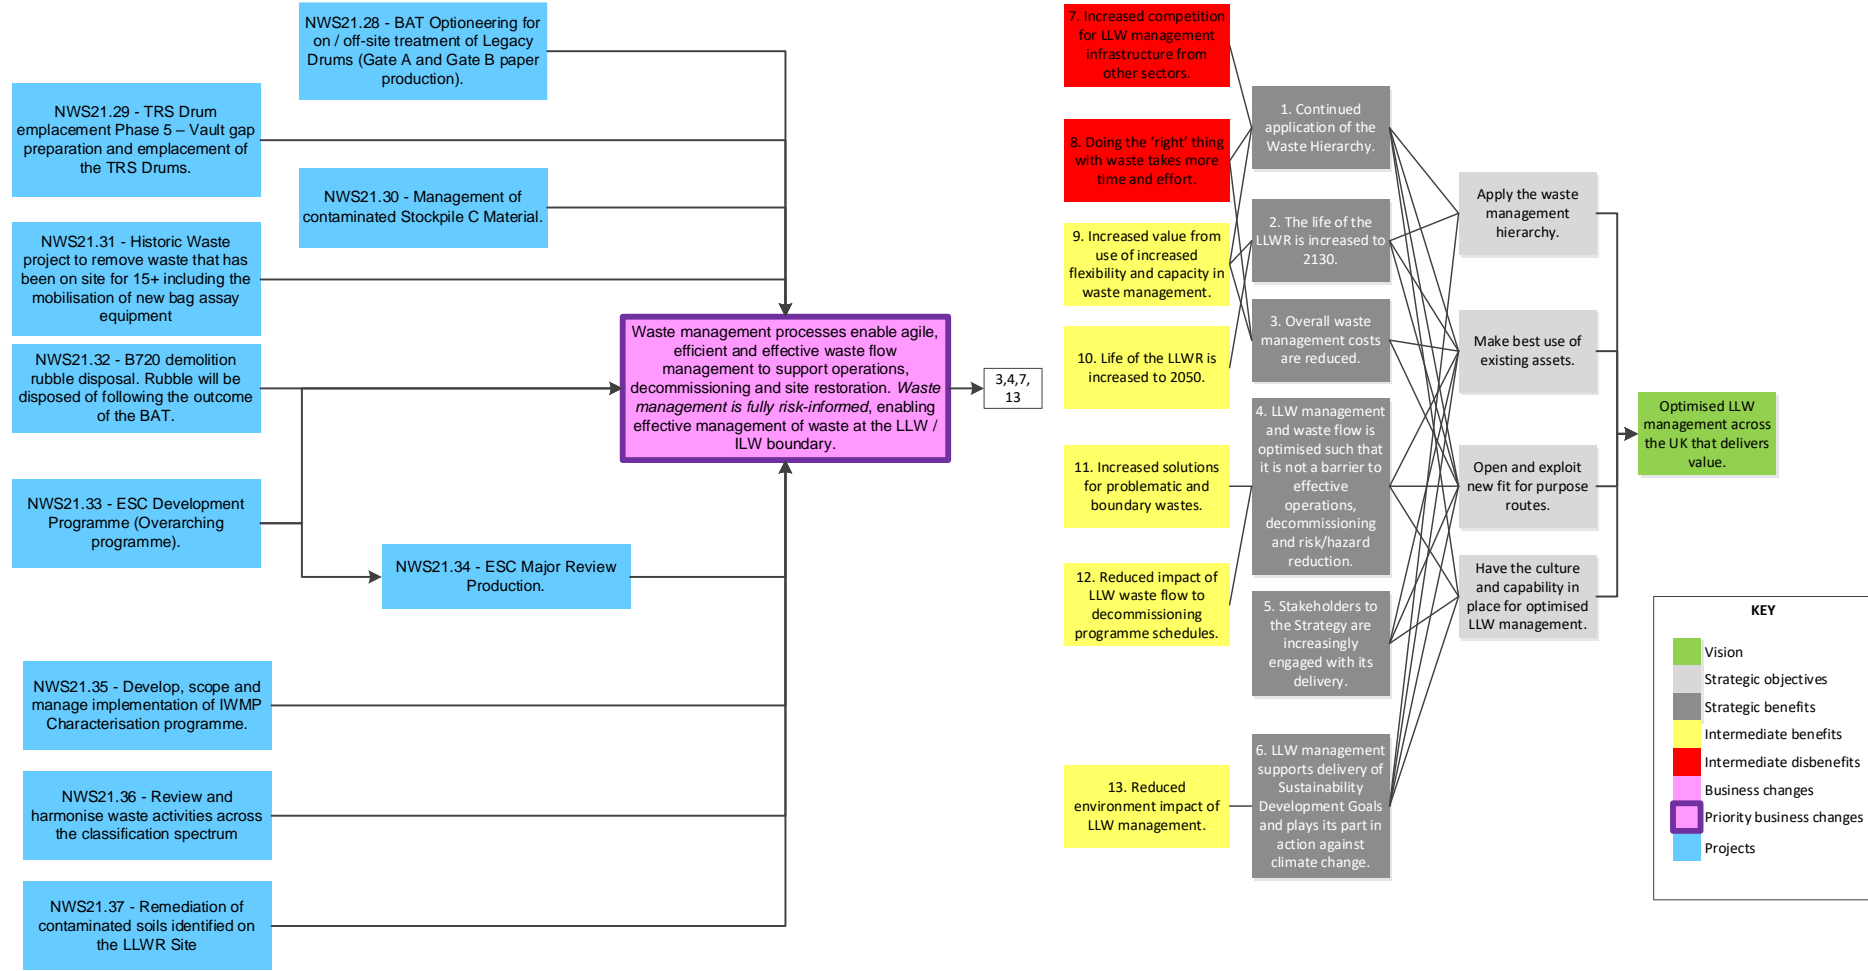 NWS21.28 - BAT Optioneering for
on / off-site treatment of Legacy
Drums (Gate A and Gate B paper
production).
NWS21.29 - TRS Drum
emplacement Phase 5 – Vault gap
preparation and emplacement of
the TRS Drums.
NWS21.30 - Management of
contaminated Stockpile C Material.
NWS21.31 - Historic Waste
project to remove waste that has
been on site for 15+ including the
mobilisation of new bag assay
equipment
NWS21.32 - B720 demolition
rubble disposal. Rubble will be
disposed of following the outcome
of the BAT.
NWS21.33 - ESC Development
Programme (Overarching
programme).
NWS21.34 - ESC Major Review
Production.
NWS21.35 - Develop, scope and
manage implementation of IWMP
Characterisation programme.
NWS21.36 - Review and
harmonise waste activities across
the classification spectrum
NWS21.37 - Remediation of
contaminated soils identified on
the LLWR Site
Waste management processes enable agile,
efficient and effective waste flow
management to support operations,
decommissioning and site restoration. Waste
management is fully risk-informed, enabling
effective management of waste at the LLW /
ILW boundary.
3,4,7,
13
7. Increased competition
for LLW management
infrastructure from
other sectors.
8. Doing the ‘right’ thing
with waste takes more
time and effort.
9. Increased value from
use of increased
flexibility and capacity in
waste management.
10. Life of the LLWR is
increased to 2050.
11. Increased solutions
for problematic and
boundary wastes.
12. Reduced impact of
LLW waste flow to
decommissioning
programme schedules.
13. Reduced
environment impact of
LLW management.
1. Continued
application of the
Waste Hierarchy.
2. The life of the
LLWR is increased to
2130.
3. Overall waste
management costs
are reduced.
4. LLW management
and waste flow is
optimised such that
it is not a barrier to
effective
operations,
decommissioning
and risk/hazard
reduction.
5. Stakeholders to
the Strategy are
increasingly
engaged with its
delivery.
6. LLW management
supports delivery of
Sustainability
Development Goals
and plays its part in
action against
climate change.
Apply the waste
management
hierarchy.
Make best use of
existing assets.
Open and exploit
new fit for purpose
routes.
Have the culture
and capability in
place for optimised
LLW management.
Optimised LLW
management across
the UK that delivers
value.
KEY
Vision
Strategic objectives
Strategic benefits
Intermediate benefits
Intermediate disbenefits
Business changes
Priority business changes
Projects